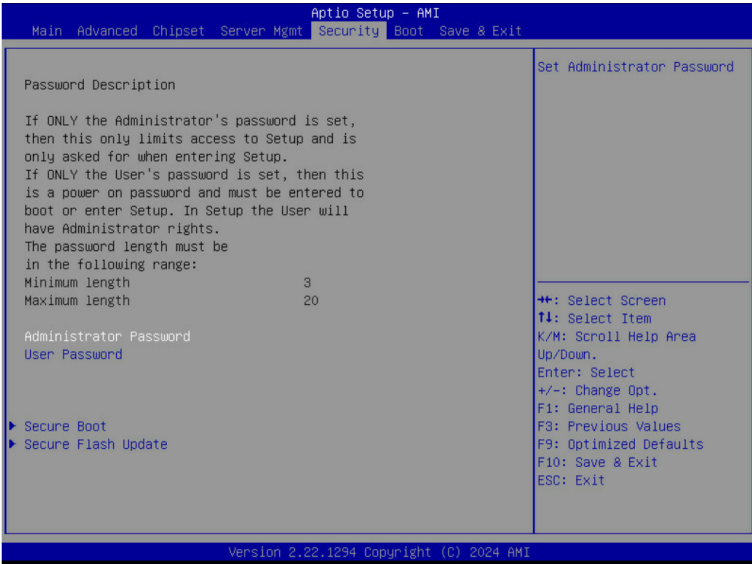 Aptio Setup - AMI
Main Advanced Chipset Server Mgmt Security Boot Save & Exit
Password Description
If ONLY the Administrator's password is set,
then this only limits access to Setup and is
only asked for when entering Setup.
If ONLY the User's password is set, then this
is a power on password and must be entered to
boot or enter Setup. In Setup the User will
have Administrator rights.
The password length must be
in the following range:
Minimum length 3
Maximum length 20
Administrator Password
User Password
Secure Boot
Secure Flash Update
Set Administrator Password
→←: Select Screen
↑↓: Select Item
K/M: Scroll Help Area
Up/Down.
Enter: Select
+/-: Change Opt.
F1: General Help
F3: Previous Values
F9: Optimized Defaults
F10: Save & Exit
ESC: Exit
Version 2.22.1294 Copyright (C) 2024 AMI